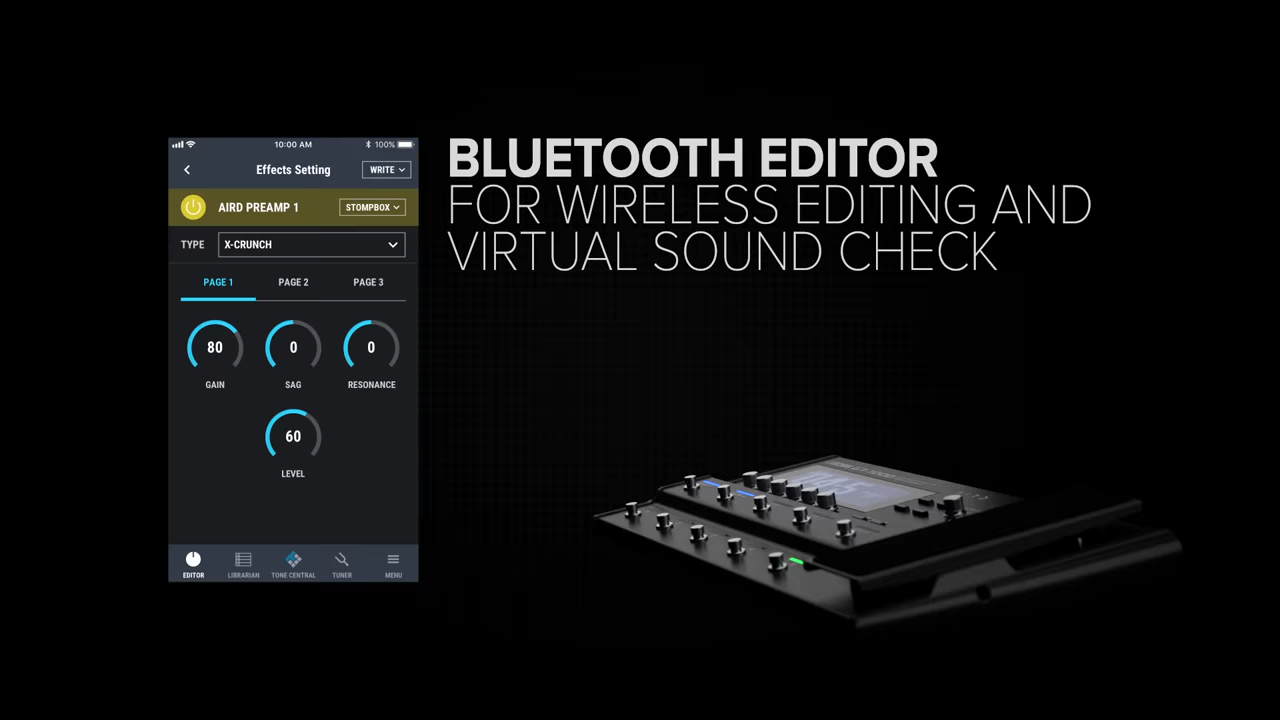 10:00 AM
100%
Effects Setting
WRITE
AIRD PREAMP 1
STOMPBOX
TYPE
X-CRUNCH
PAGE 1 PAGE 2 PAGE 3
80 0 0
GAIN SAG RESONANCE
60
LEVEL
EDITOR LIBRARIAN TONE CENTRAL TUNER MENU
BLUETOOTH EDITOR
FOR WIRELESS EDITING AND
VIRTUAL SOUND CHECK